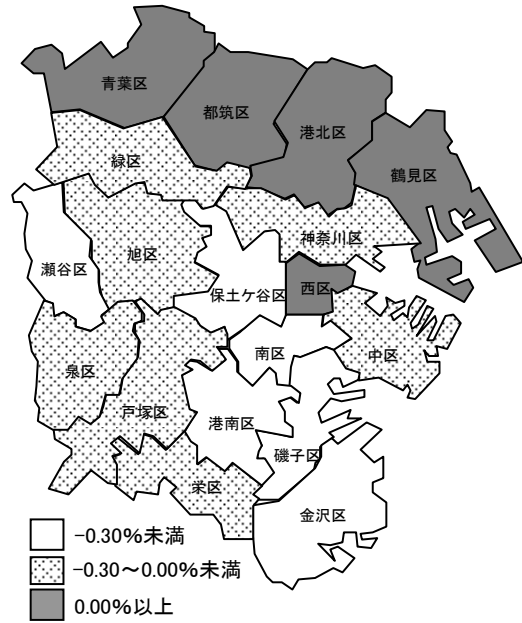 青葉区
都筑区
港北区
緑区
鶴見区
神奈川区
旭区
瀬谷区
保土ケ谷区
西区
南区
中区
泉区
戸塚区
港南区
磯子区
栄区
金沢区
-0.30%未満
-0.30~0.00%未満
0.00%以上